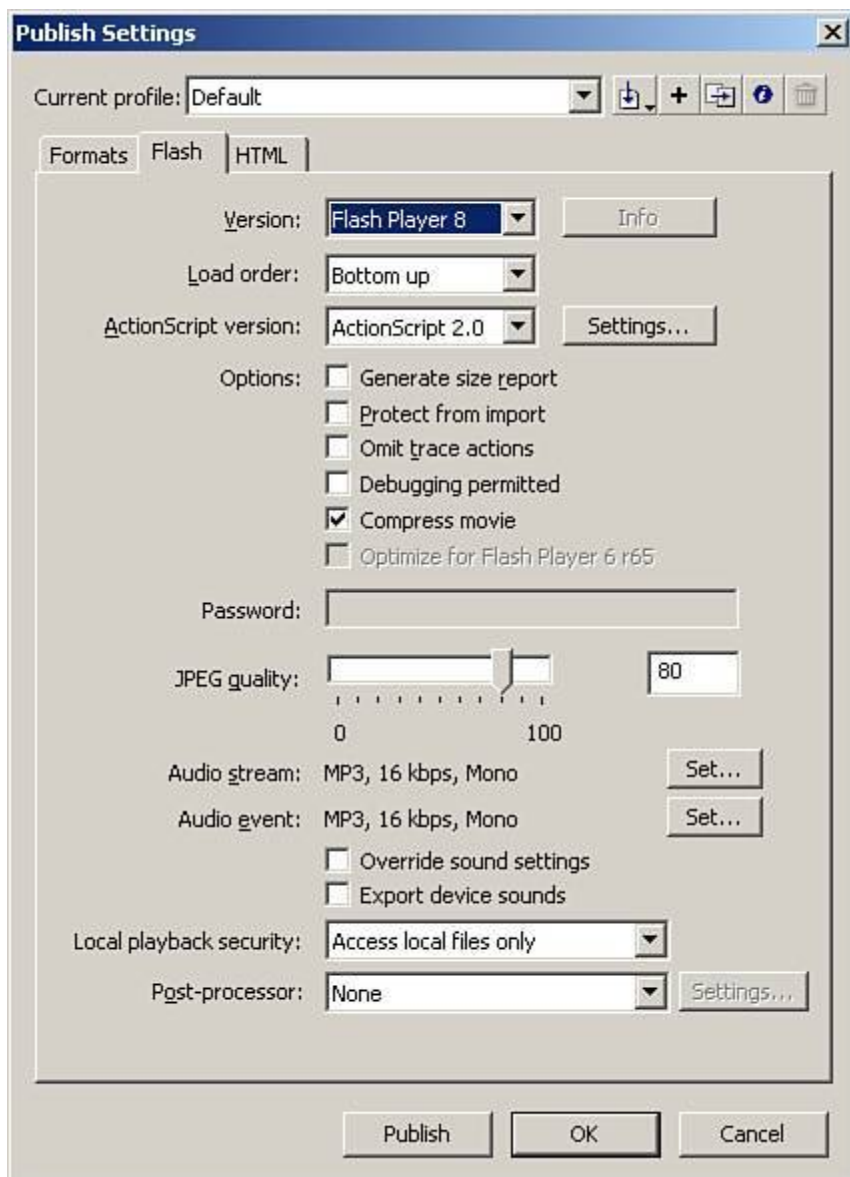 Publish Settings
Current profile: Default
Formats Flash HTML
Version: Flash Player 8 Info
Load order: Bottom up
ActionScript version: ActionScript 2.0 Settings...
Options: Generate size report
Protect from import
Omit trace actions
Debugging permitted
Compress movie
Optimize for Flash Player 6 r65
Password:
JPEG quality: 80
0 100
Audio stream: MP3, 16 kbps, Mono Set...
Audio event: MP3, 16 kbps, Mono Set...
Override sound settings
Export device sounds
Local playback security: Access local files only
Post-processor: None Settings...
Publish OK Cancel